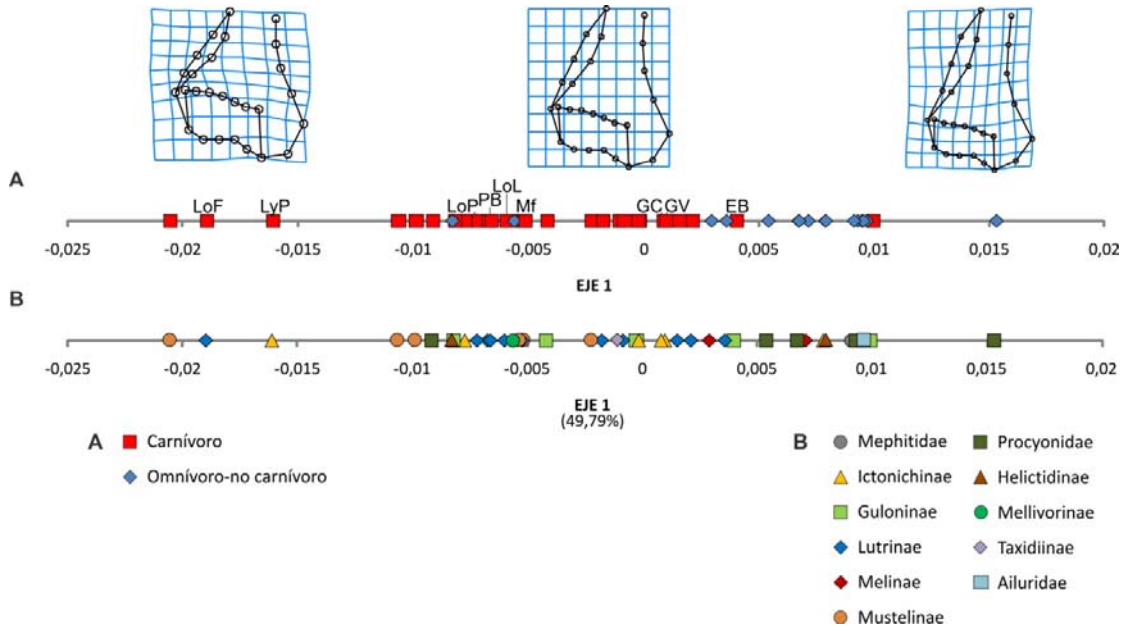 A
LoF LyP LoP PB LoL Mf GC GV EB
-0,025 -0,02 -0,015 -0,01 -0,005 0 0,005 0,01 0,015 0,02
EJE 1
B
-0,025 -0,02 -0,015 -0,01 -0,005 0 0,005 0,01 0,015 0,02
EJE 1
(49,79%)
A Carnívoro
Omnívoro-no carnívoro
B Mephitidae Procyonidae
Ictonichinae Helictidinae
Guloninae Mellivorinae
Lutrinae Taxidiinae
Melinae Ailuridae
Mustelinae